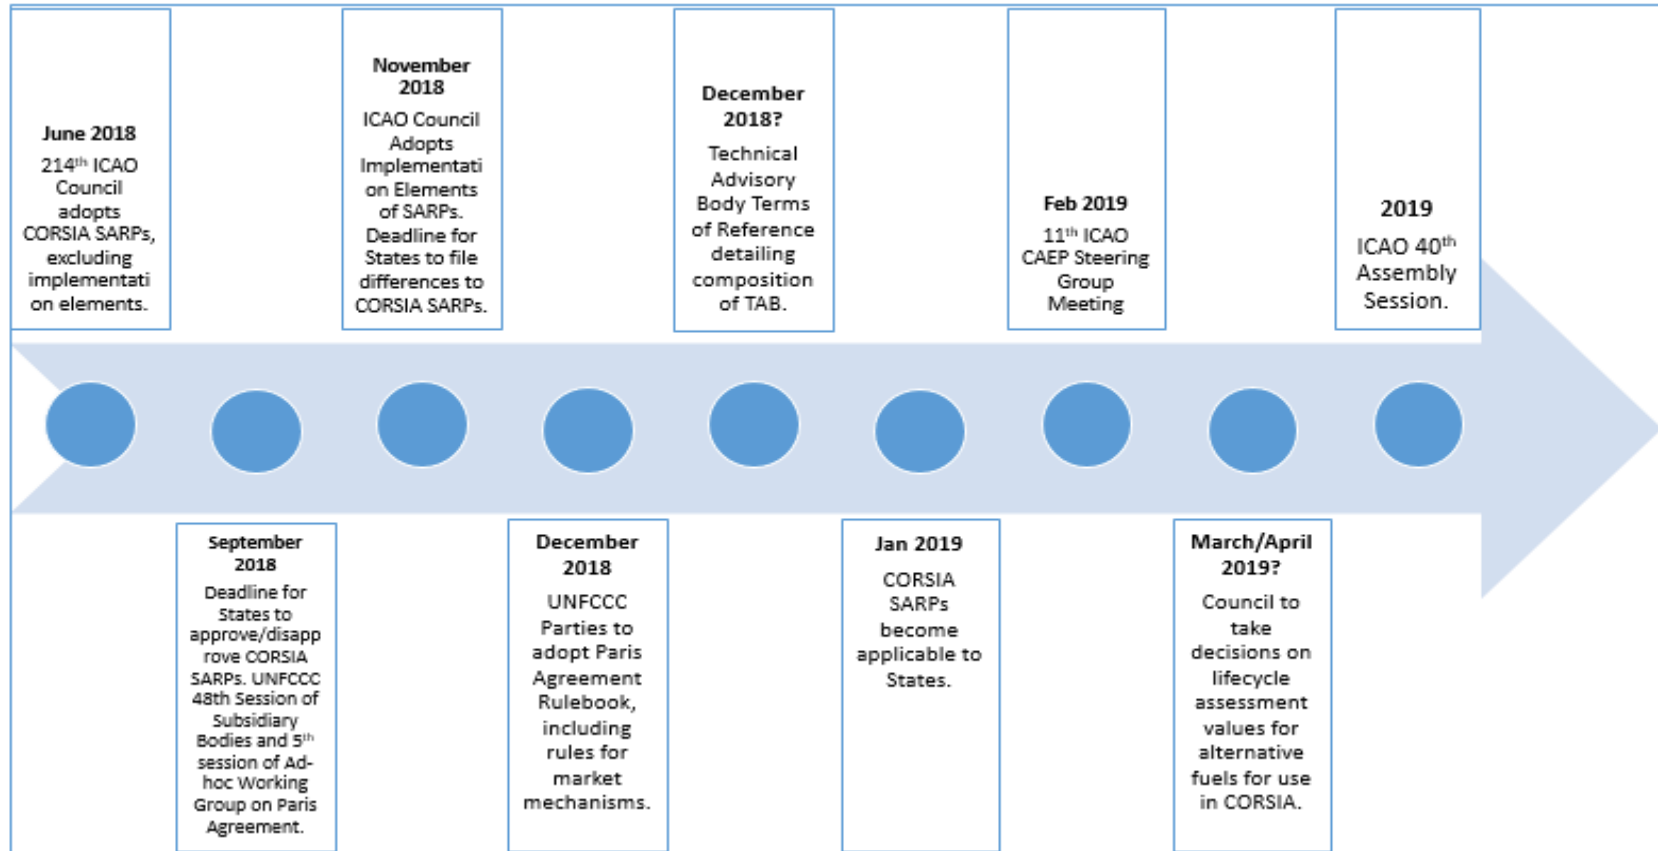 June 2018
214th ICAO
Council
adopts
CORSIA SARPs,
excluding
implementati
on elements.
September
2018
Deadline for
States to
approve/disapp
rove CORSIA
SARPs. UNFCCC
48th Session of
Subsidiary
Bodies and 5th
session of Ad-
hoc Working
Group on Paris
Agreement.
November
2018
ICAO Council
Adopts
Implementati
on Elements
of SARPs.
Deadline for
States to file
differences to
CORSIA SARPs.
December
2018
UNFCCC
Parties to
adopt Paris
Agreement
Rulebook,
including
rules for
market
mechanisms.
December
2018?
Technical
Advisory
Body Terms
of Reference
detailing
composition
of TAB.
Jan 2019
CORSIA
SARPs
become
applicable to
States.
Feb 2019
11th ICAO
CAEP Steering
Group
Meeting
March/April
2019?
Council to
take
decisions on
lifecycle
assessment
values for
alternative
fuels for use
in CORSIA.
2019
ICAO 40th
Assembly
Session.